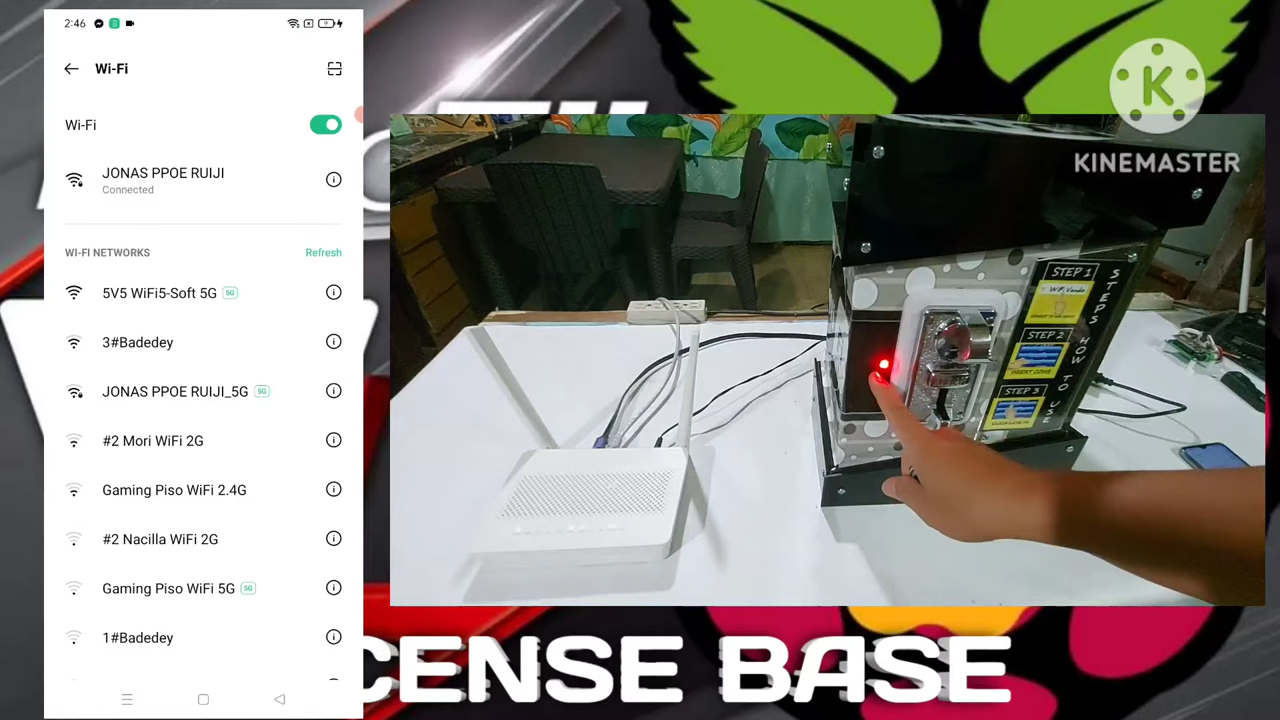 2:46
Wi-Fi
Wi-Fi
JONAS PPOE RUIJI
Connected
WI-FI NETWORKS
Refresh
5V5 WiFi5-Soft 5G 5G
3#Badedey
JONAS PPOE RUIJI_5G 5G
#2 Mori WiFi 2G
Gaming Piso WiFi 2.4G
#2 Nacilla WiFi 2G
Gaming Piso WiFi 5G 5G
1#Badedey
K
KINEMASTER
STEP 1
STEP 2
INSERT COINS
STEP 3
STEPS HOW TO USE
CENSE BASE